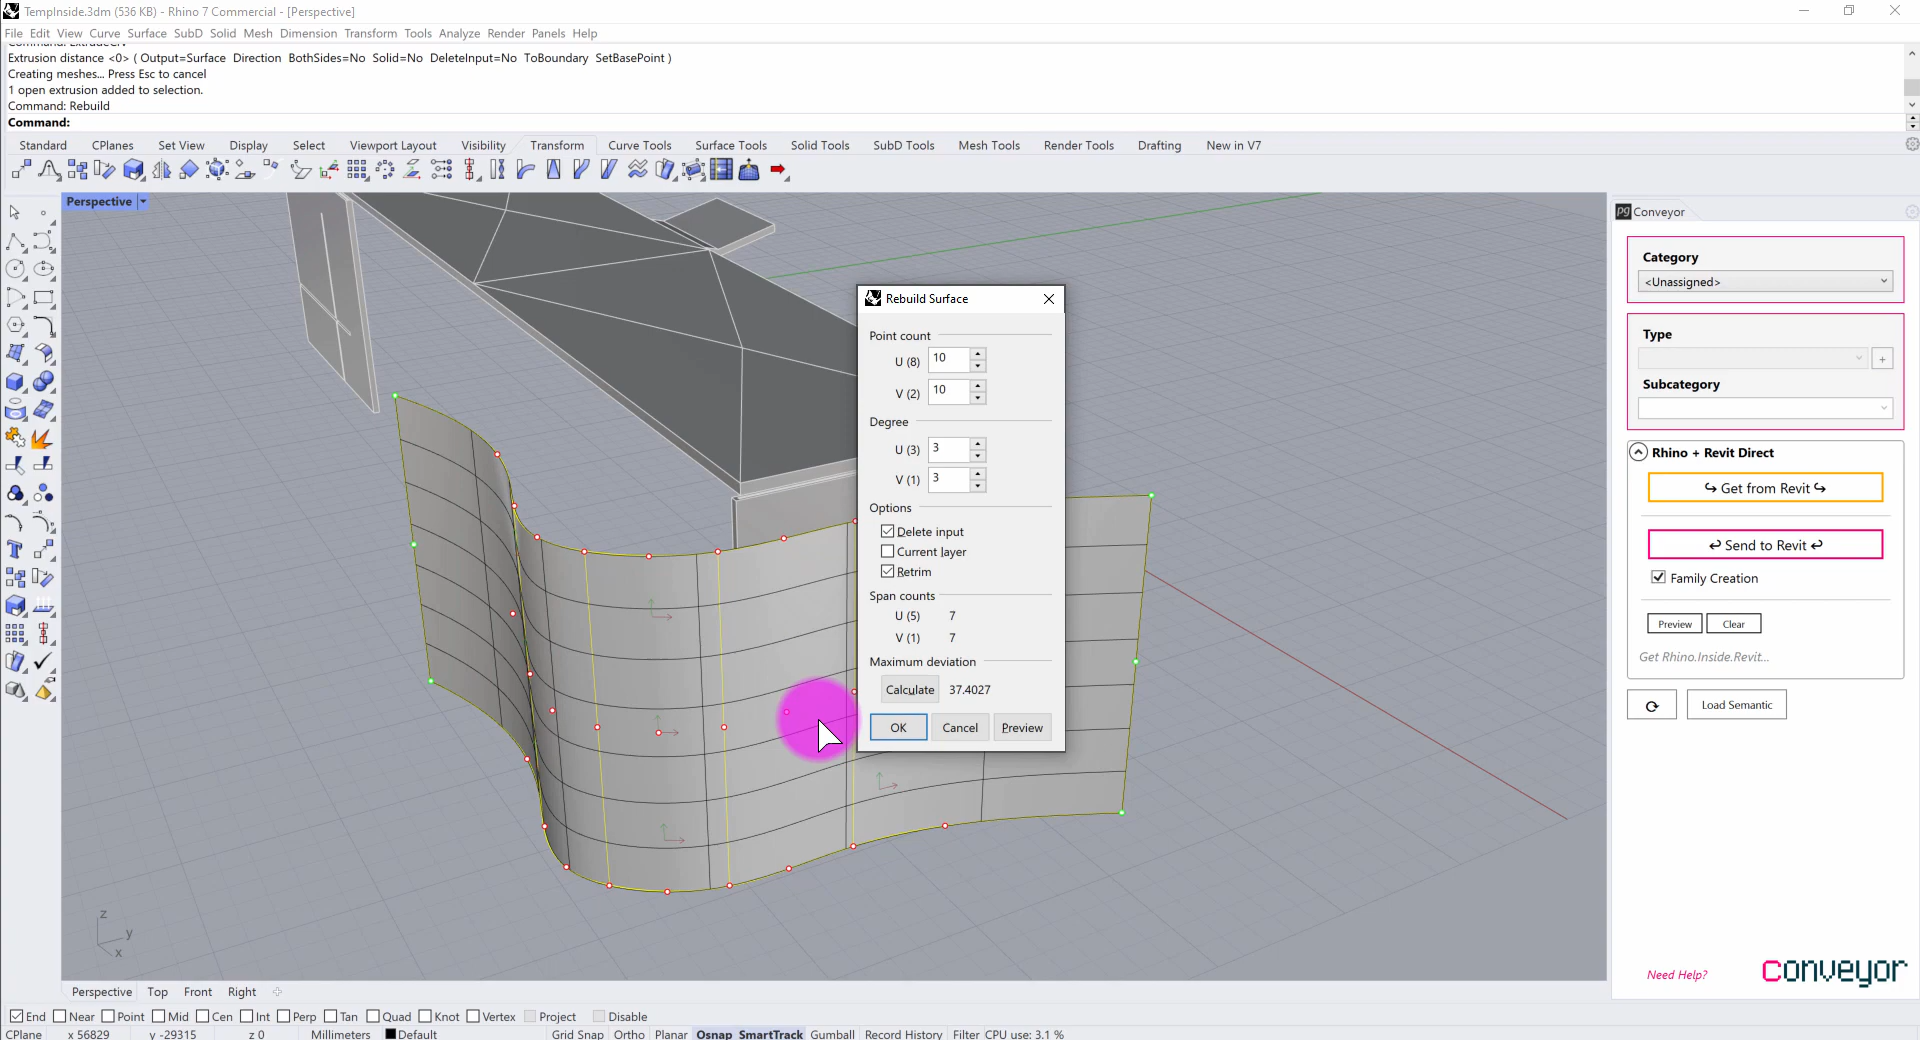 TempInside.3dm (536 KB) - Rhino 7 Commercial - [Perspective]
File Edit View Curve Surface SubD Solid Mesh Dimension Transform Tools Analyze Render Panels Help
Command: ExtrudeCrv
Extrusion distance <0> ( Output=Surface Direction BothSides=No Solid=No DeleteInput=No ToBoundary SetBasePoint )
Creating meshes... Press Esc to cancel
1 open extrusion added to selection.
Command: Rebuild
Command:
Standard CPlanes Set View Display Select Viewport Layout Visibility Transform Curve Tools Surface Tools Solid Tools SubD Tools Mesh Tools Render Tools Drafting New in V7
Perspective
Rebuild Surface
Point count
U (8) 10
V (2) 10
Degree
U (3) 3
V (1) 3
Options
Delete input
Current layer
Retrim
Span counts
U (5) 7
V (1) 7
Maximum deviation
Calculate 37.4027
OK Cancel Preview
z
y
x
pg Conveyor
Category
<Unassigned>
Type
+
Subcategory
Rhino + Revit Direct
↪ Get from Revit ↪
↩ Send to Revit ↩
Family Creation
Preview Clear
Get Rhino.Inside.Revit...
Load Semantic
Need Help? conveyor
Perspective Top Front Right
End Near Point Mid Cen Int Perp Tan Quad Knot Vertex Project Disable
CPlane x 56829 y -29315 z 0 Millimeters Default Grid Snap Ortho Planar Osnap SmartTrack Gumball Record History Filter CPU use: 3.1 %